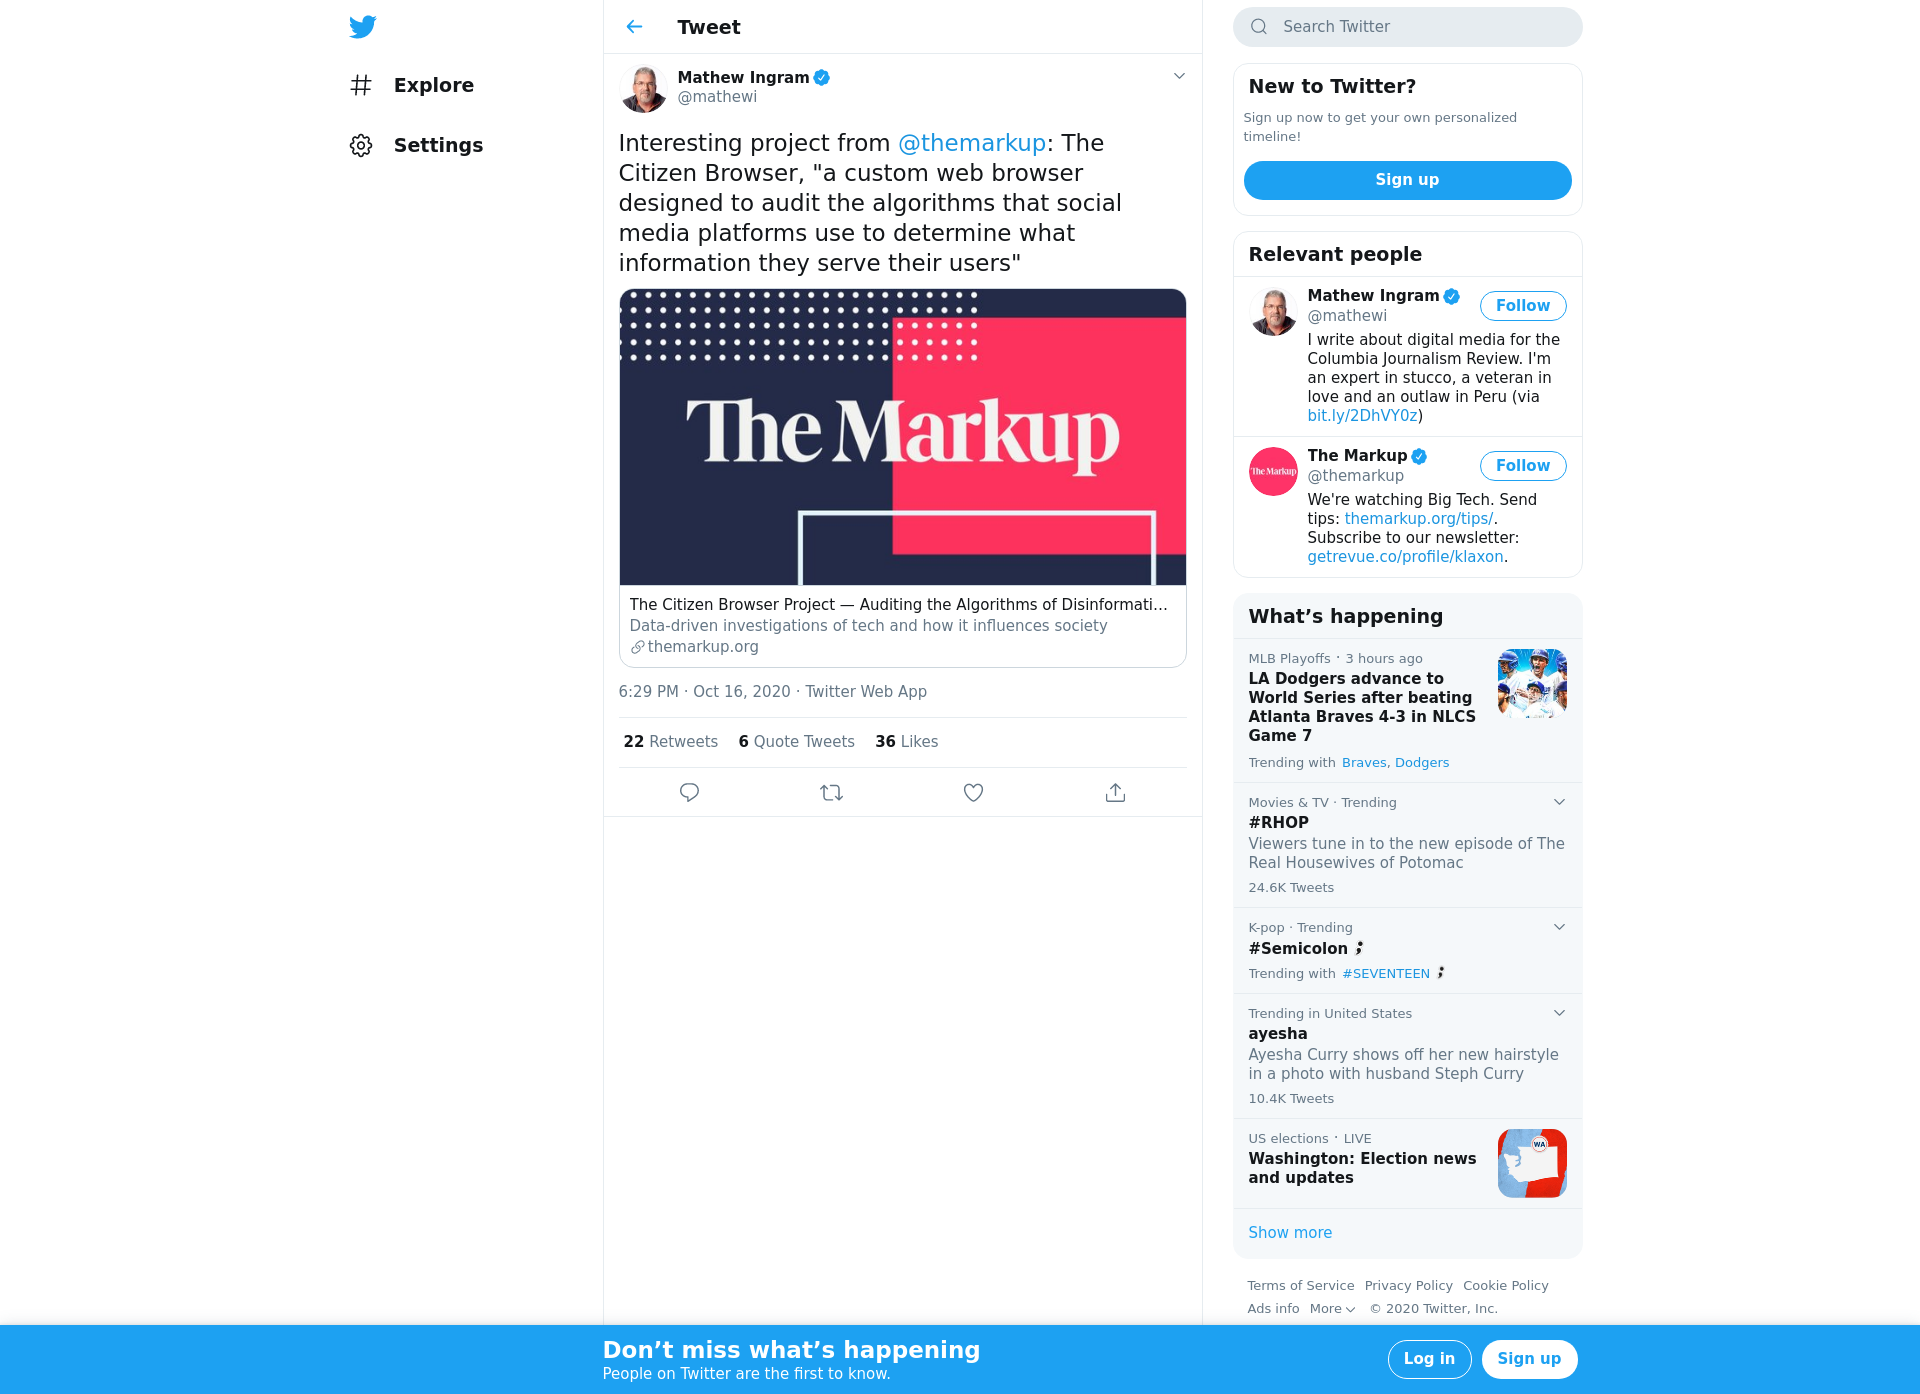 Explore
Settings
Tweet
Mathew Ingram
@mathewi
Interesting project from @themarkup: The
Citizen Browser, "a custom web browser
designed to audit the algorithms that social
media platforms use to determine what
information they serve their users"
The Markup
The Citizen Browser Project — Auditing the Algorithms of Disinformati…
Data-driven investigations of tech and how it influences society
themarkup.org
6:29 PM · Oct 16, 2020 · Twitter Web App
22 Retweets 6 Quote Tweets 36 Likes
Search Twitter
New to Twitter?
Sign up now to get your own personalized
timeline!
Sign up
Relevant people
Mathew Ingram
@mathewi
Follow
I write about digital media for the
Columbia Journalism Review. I'm
an expert in stucco, a veteran in
love and an outlaw in Peru (via
bit.ly/2DhVY0z)
The Markup
The Markup
@themarkup
Follow
We're watching Big Tech. Send
tips: themarkup.org/tips/.
Subscribe to our newsletter:
getrevue.co/profile/klaxon.
What’s happening
MLB Playoffs · 3 hours ago
LA Dodgers advance to
World Series after beating
Atlanta Braves 4-3 in NLCS
Game 7
Trending with Braves, Dodgers
Movies & TV · Trending
#RHOP
Viewers tune in to the new episode of The
Real Housewives of Potomac
24.6K Tweets
K-pop · Trending
#Semicolon ;
Trending with #SEVENTEEN ;
Trending in United States
ayesha
Ayesha Curry shows off her new hairstyle
in a photo with husband Steph Curry
10.4K Tweets
US elections · LIVE
Washington: Election news
and updates
WA
Show more
Terms of Service Privacy Policy Cookie Policy
Ads info More © 2020 Twitter, Inc.
Don’t miss what’s happening
People on Twitter are the first to know.
Log in
Sign up